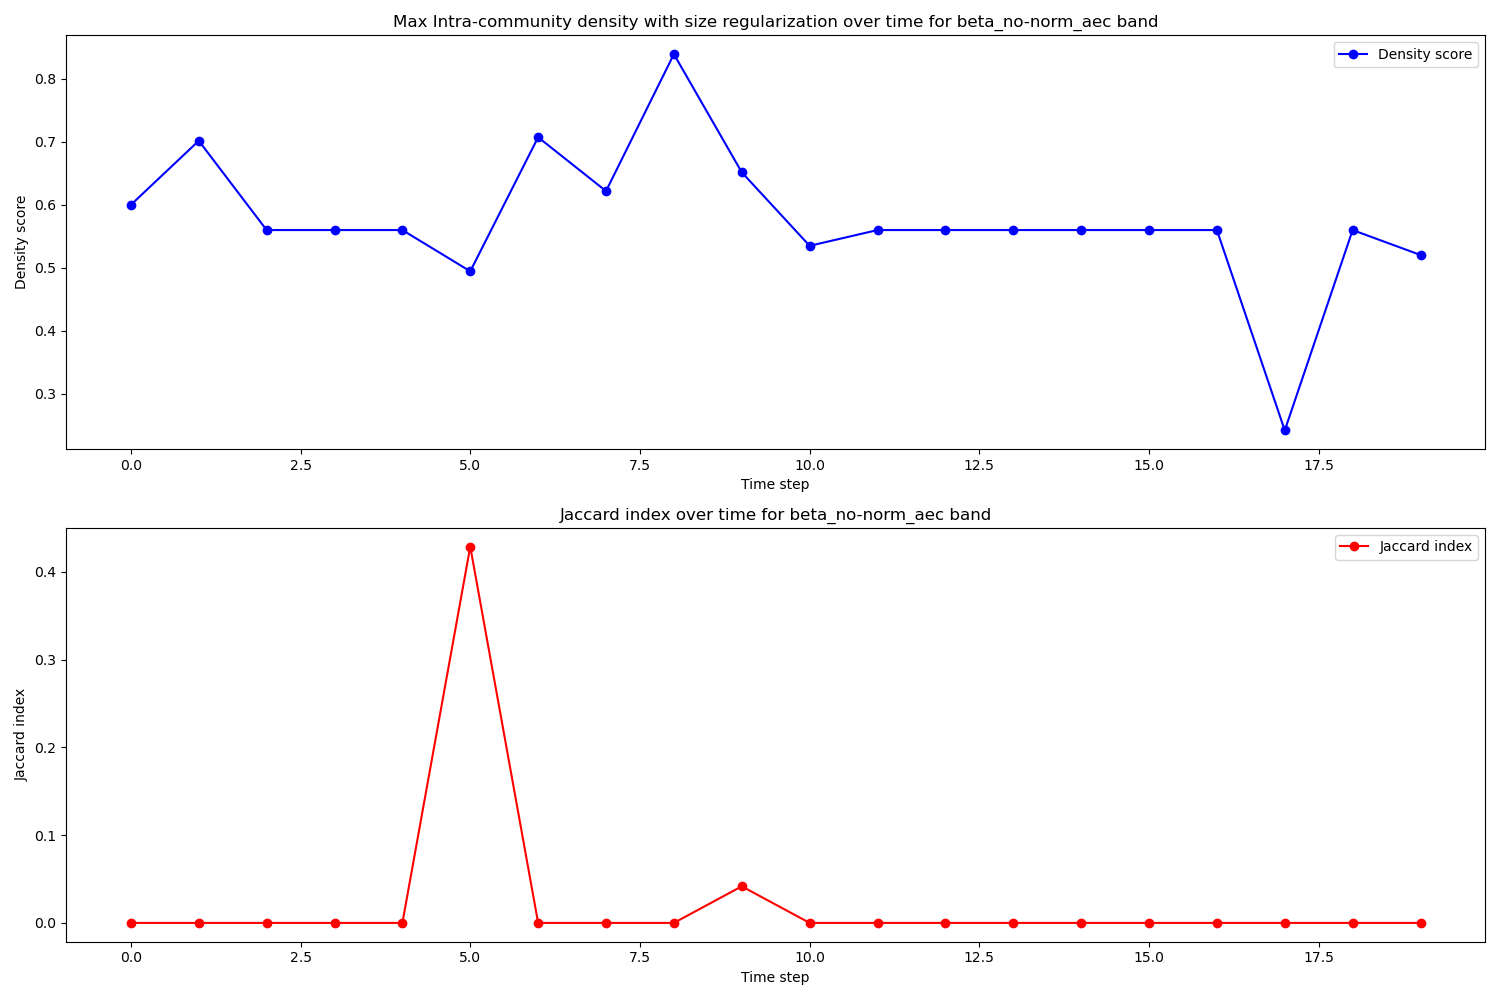 Max Intra-community density with size regularization over time for beta_no-norm_aec band
Density score
0.8
0.7
0.6
0.5
0.4
0.3
Density score
0.0 2.5 5.0 7.5 10.0 12.5 15.0 17.5
Time step
Jaccard index over time for beta_no-norm_aec band
Jaccard index
0.4
0.3
0.2
0.1
0.0
Jaccard index
0.0 2.5 5.0 7.5 10.0 12.5 15.0 17.5
Time step